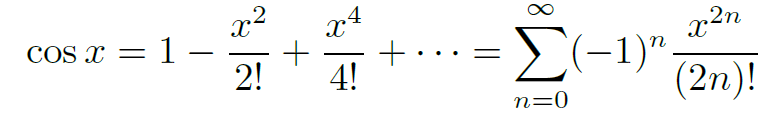 cos x = 1 − x²/2! + x⁴/4! + ⋯ = ∑_{n=0}^{∞} (−1)ⁿ x²ⁿ/(2n)!